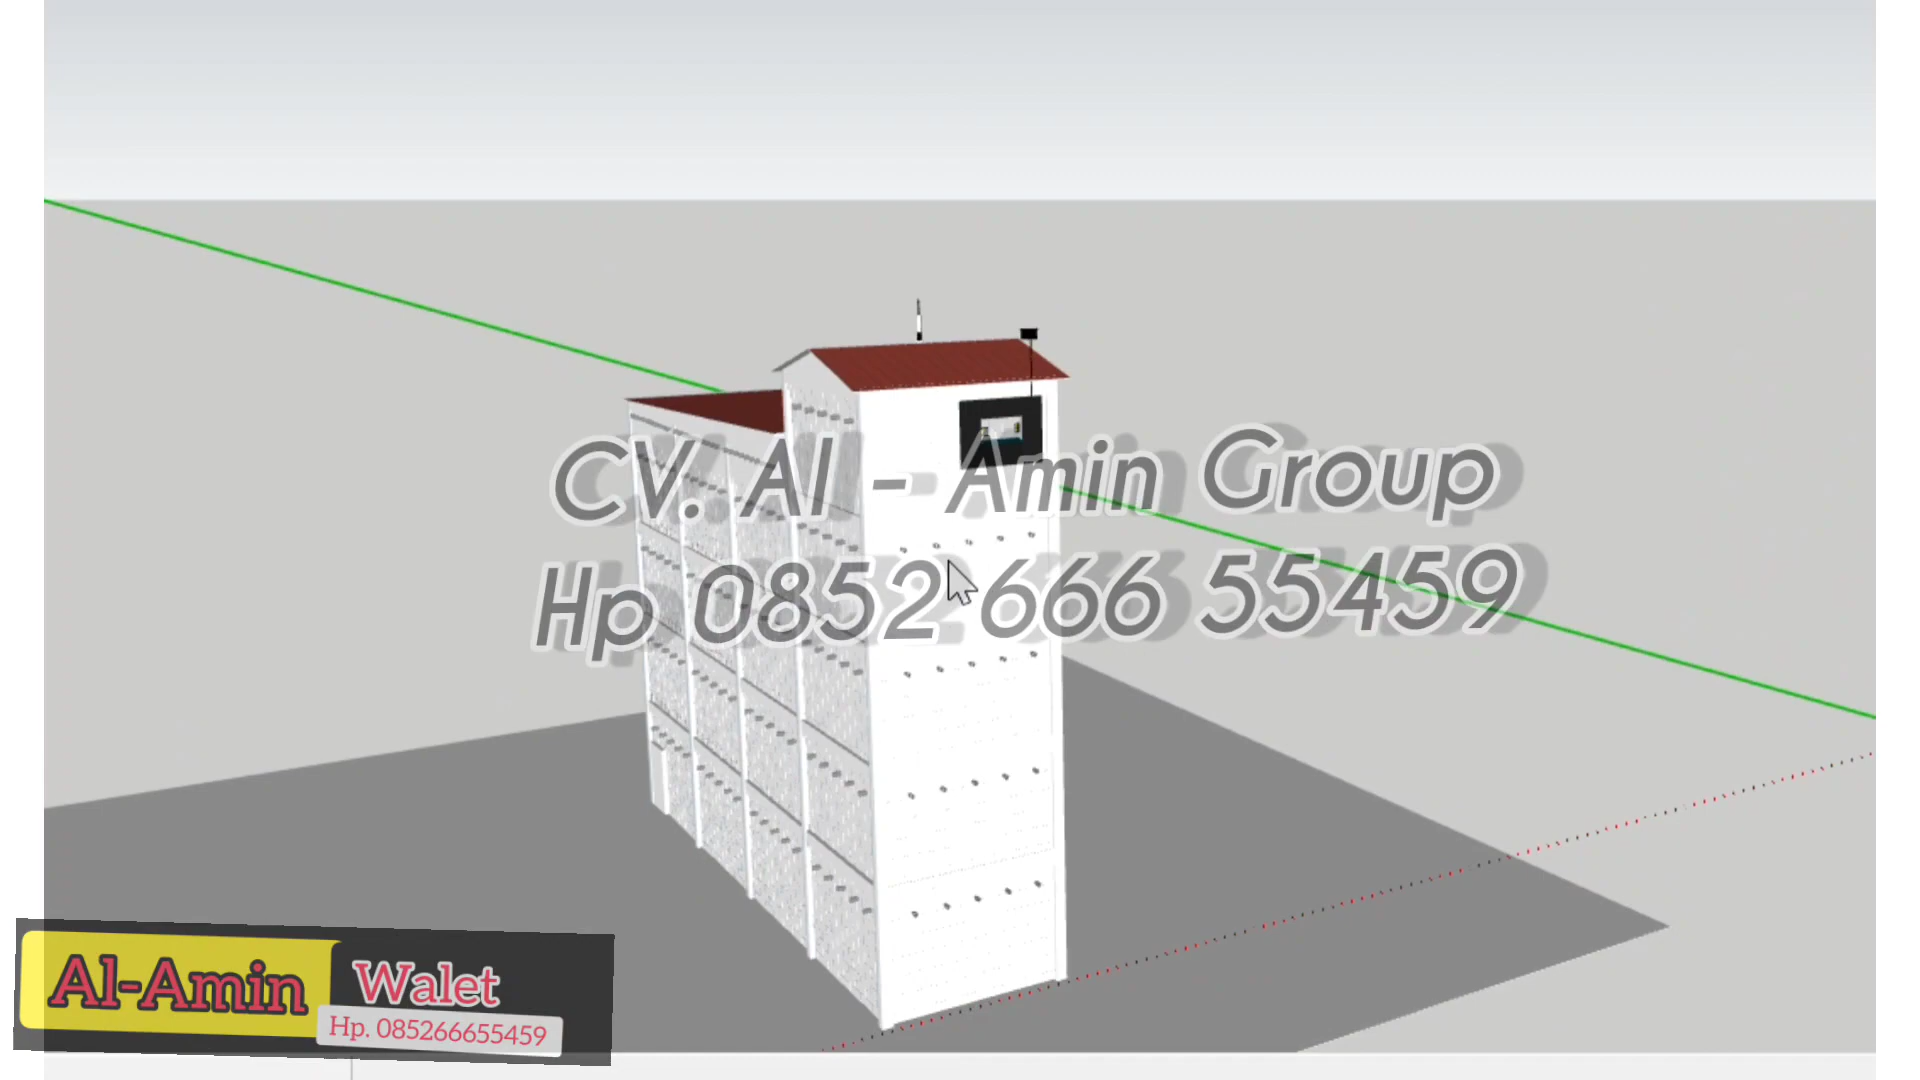 CV. Al - Amin Group
Hp 0852 666 55459
Al-Amin Walet
Hp. 085266655459